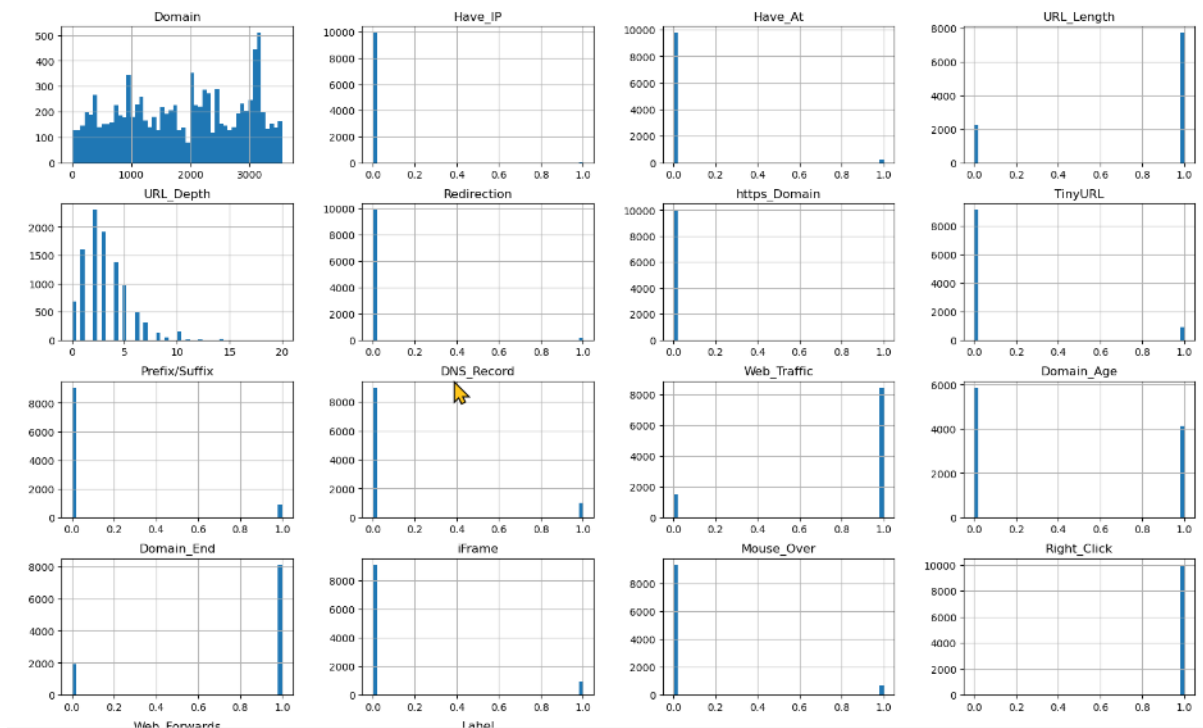 Domain Have_IP Have_At URL_Length
500 10000 10000 8000
400 8000 8000 6000
300 6000 6000 4000
200 4000 4000 2000
100 2000 2000
0 0 0 0
0 1000 2000 3000 0.0 0.2 0.4 0.6 0.8 1.0 0.0 0.2 0.4 0.6 0.8 1.0 0.0 0.2 0.4 0.6 0.8 1.0
URL_Depth Redirection https_Domain TinyURL
2000 10000 10000 8000
1500 8000 8000 6000
1000 6000 6000 4000
500 4000 4000 2000
0 2000 2000 0
0 0
0 5 10 15 20 0.0 0.2 0.4 0.6 0.8 1.0 0.0 0.2 0.4 0.6 0.8 1.0 0.0 0.2 0.4 0.6 0.8 1.0
Prefix/Suffix DNS_Record Web_Traffic Domain_Age
8000 8000 8000 6000
6000 6000 6000 4000
4000 4000 4000 2000
2000 2000 2000 0
0 0 0
0.0 0.2 0.4 0.6 0.8 1.0 0.0 0.2 0.4 0.6 0.8 1.0 0.0 0.2 0.4 0.6 0.8 1.0 0.0 0.2 0.4 0.6 0.8 1.0
Domain_End iFrame Mouse_Over Right_Click
8000 8000 8000 10000
6000 6000 6000 8000
4000 4000 4000 6000
2000 2000 2000 4000
0 0 0 2000
0
0.0 0.2 0.4 0.6 0.8 1.0 0.0 0.2 0.4 0.6 0.8 1.0 0.0 0.2 0.4 0.6 0.8 1.0 0.0 0.2 0.4 0.6 0.8 1.0
Web_Forwards Label